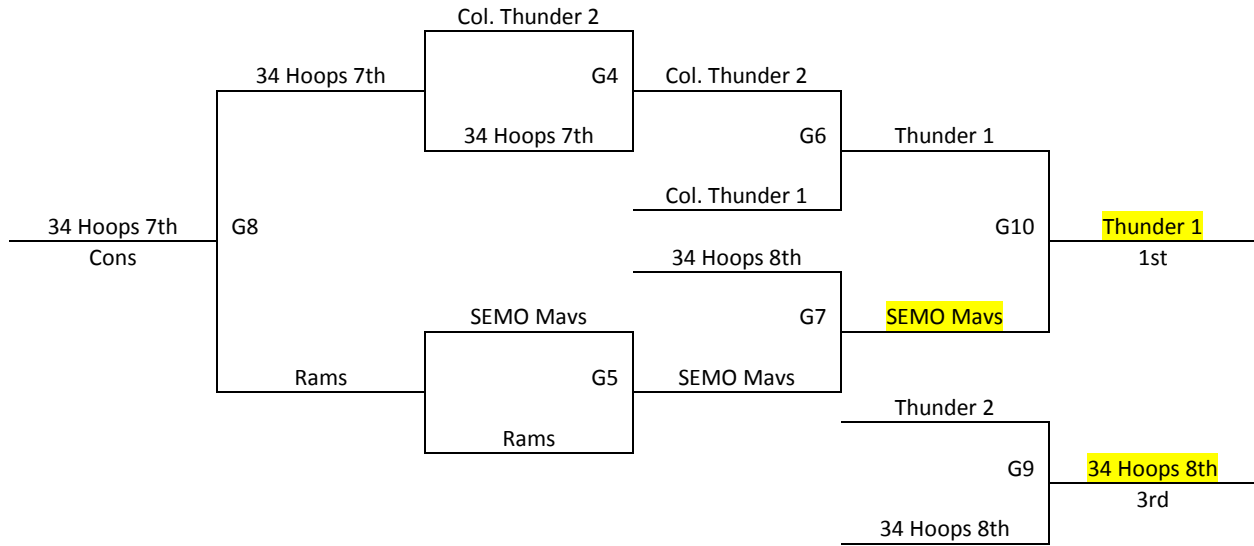 Col. Thunder 2
34 Hoops 7th
G4
Col. Thunder 2
34 Hoops 7th
G6
Thunder 1
Col. Thunder 1
34 Hoops 7th
G8
G10
Thunder 1
Cons
1st
34 Hoops 8th
SEMO Mavs
G7
SEMO Mavs
Rams
G5
SEMO Mavs
Thunder 2
Rams
G9
34 Hoops 8th
3rd
34 Hoops 8th